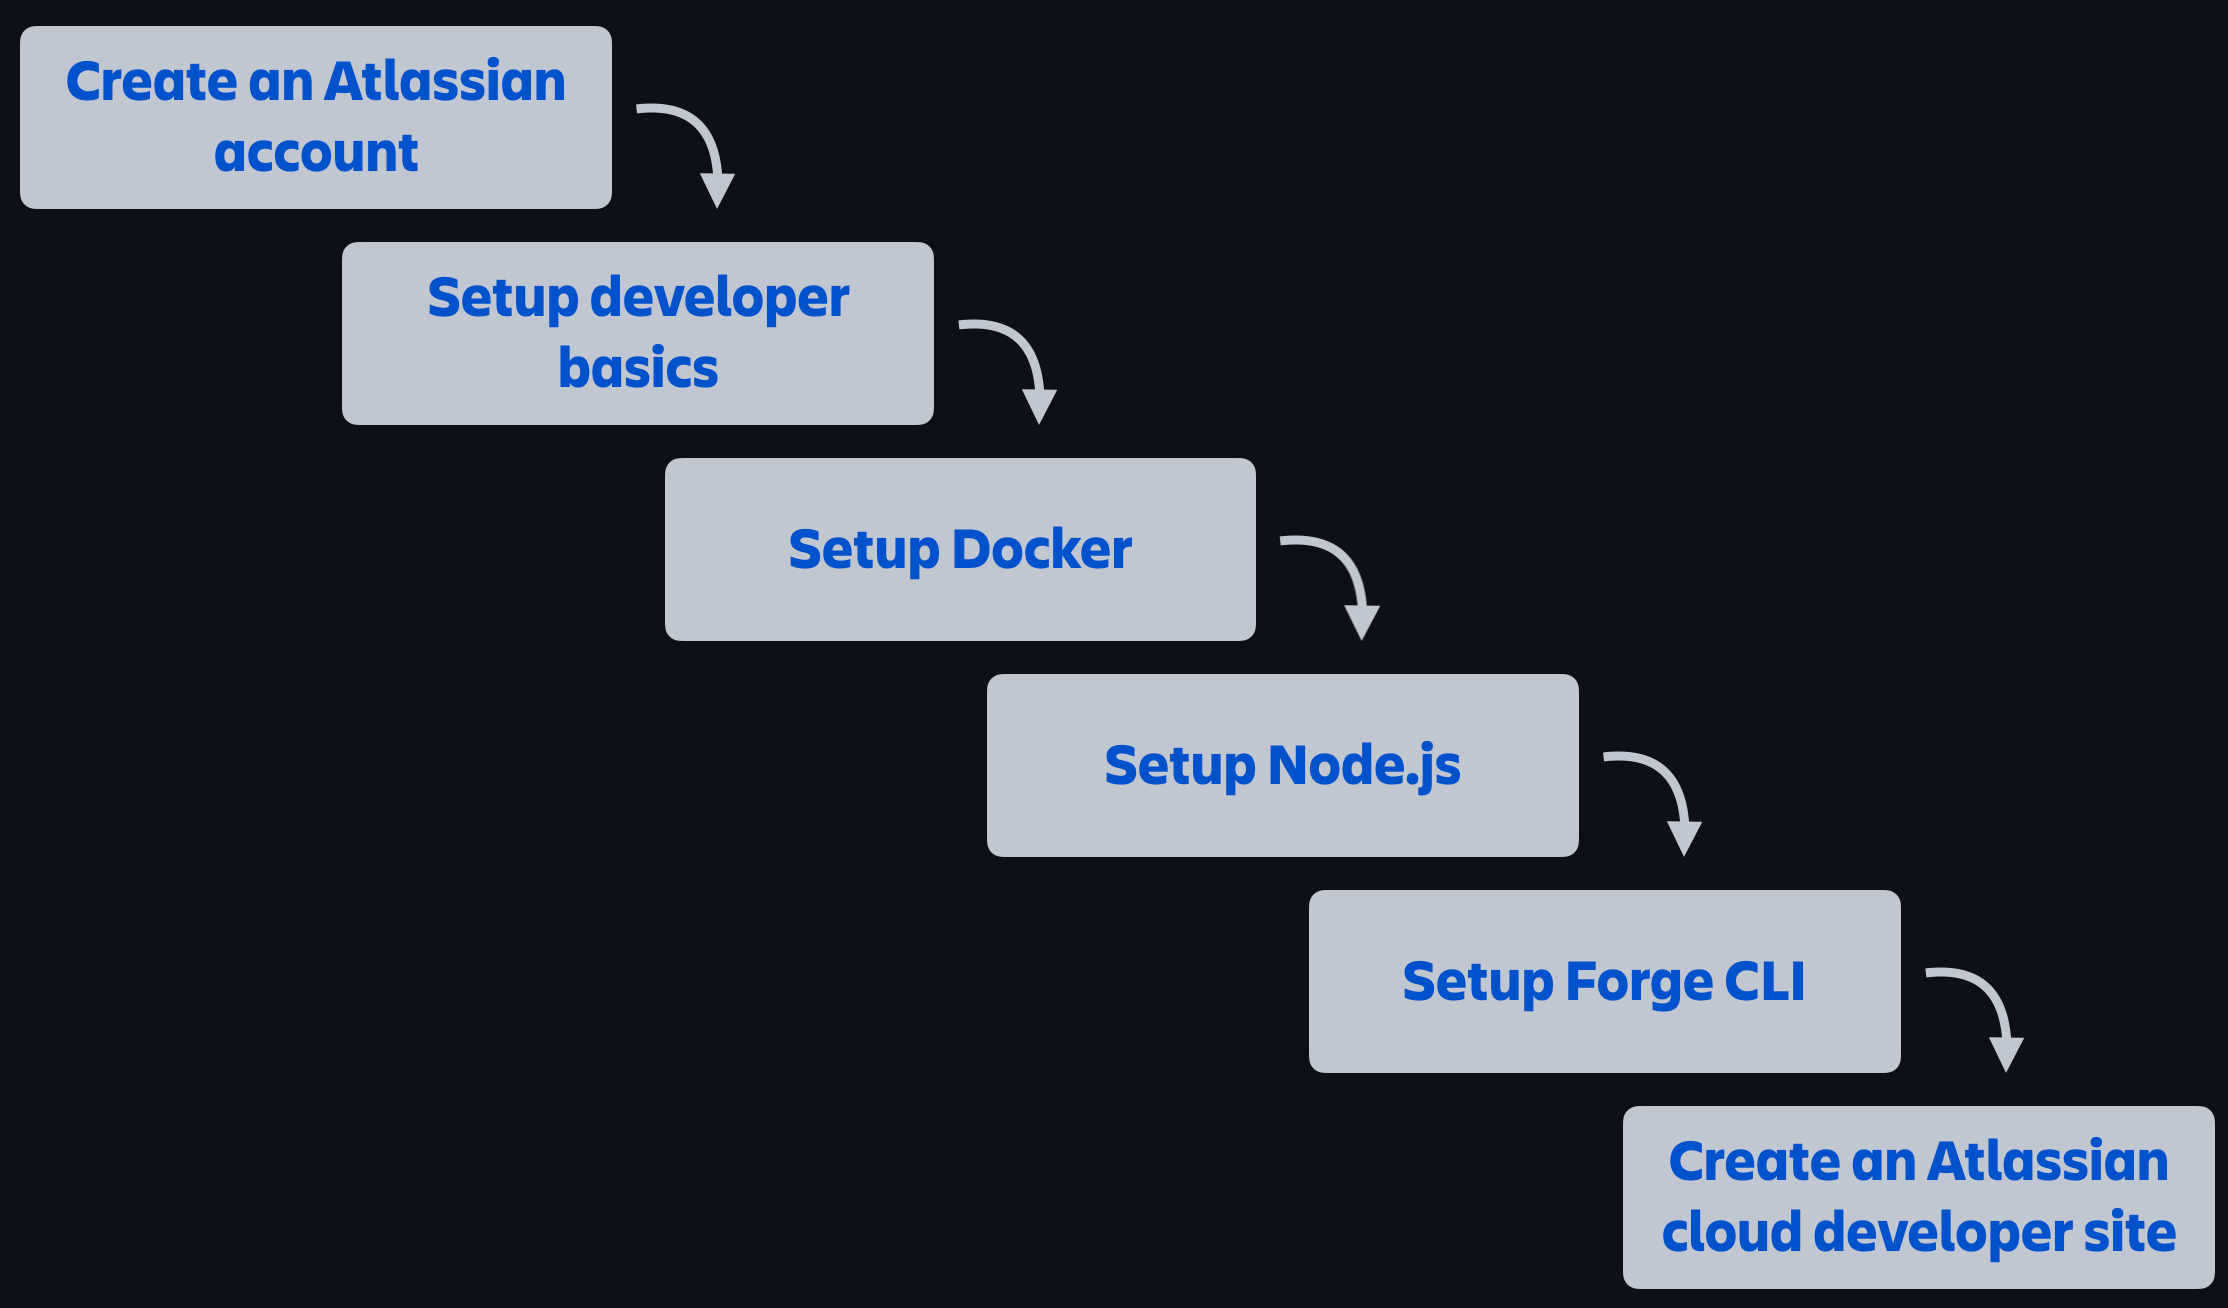 Create an Atlassian
account
Setup developer
basics
Setup Docker
Setup Node.js
Setup Forge CLI
Create an Atlassian
cloud developer site